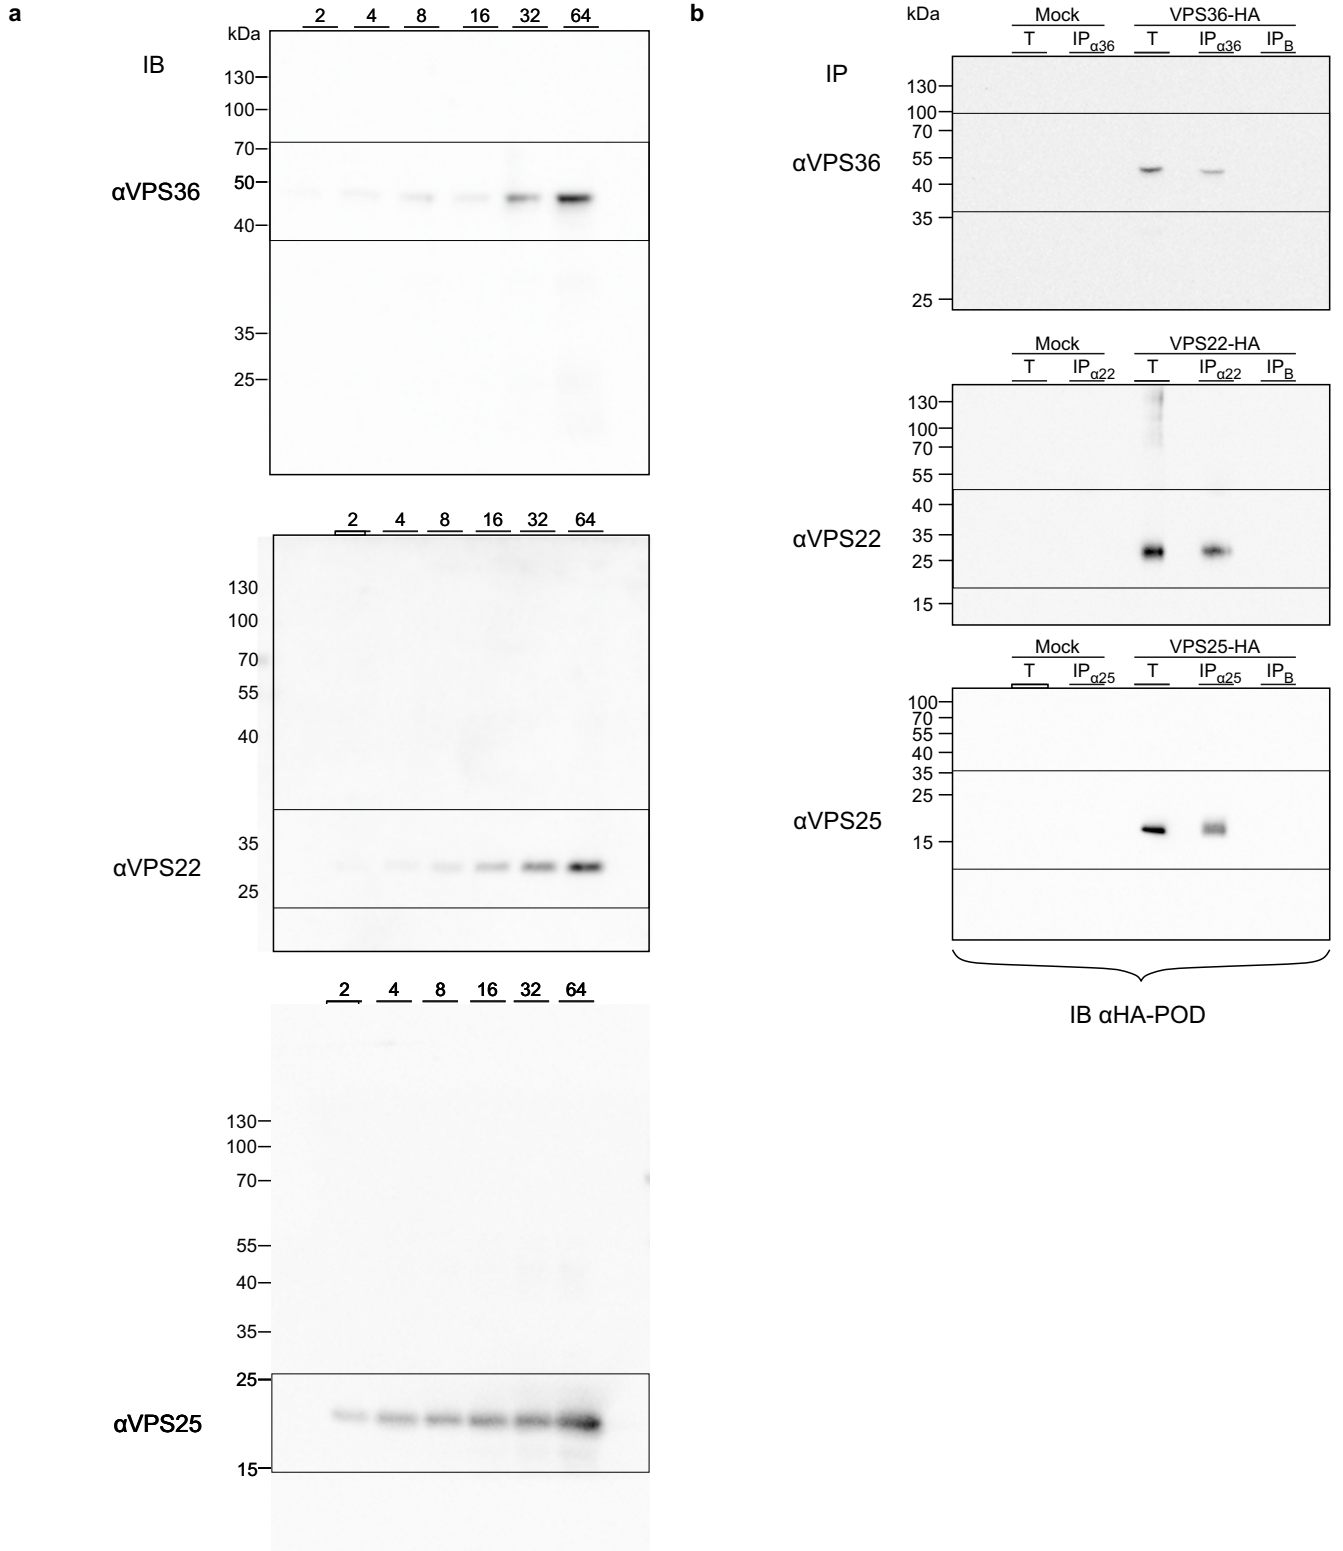 a
2 4 8 16 32 64
kDa
IB
130
100
70
50
αVPS36
40
35
25
2 4 8 16 32 64
130
100
70
55
40
35
αVPS22
25
2 4 8 16 32 64
130
100
70
55
40
35
25
αVPS25
15
b
kDa Mock VPS36-HA
T IPα36 T IPα36 IPB
IP
130
100
70
αVPS36
55
40
35
25
Mock VPS22-HA
T IPα22 T IPα22 IPB
130
100
70
55
40
αVPS22
35
25
15
Mock VPS25-HA
T IPα25 T IPα25 IPB
100
70
55
40
35
25
αVPS25
15
IB αHA-POD